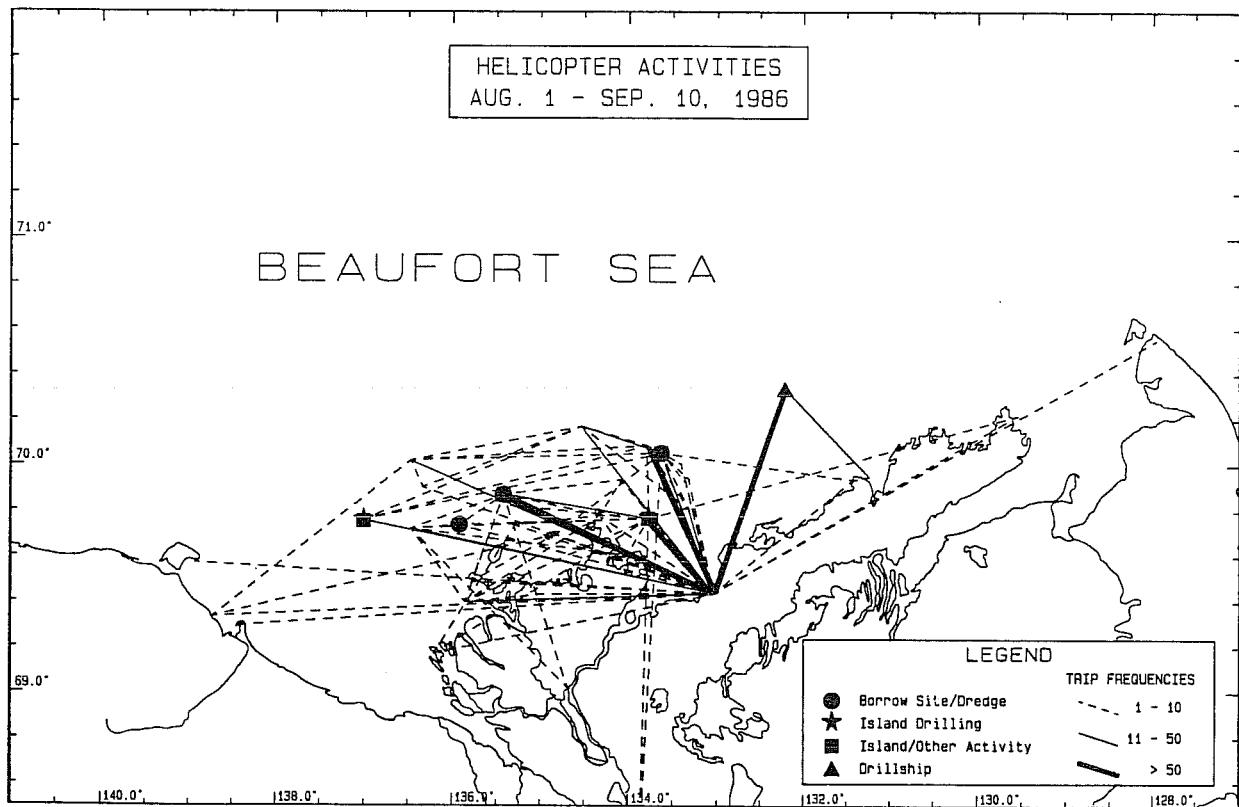 HELICOPTER ACTIVITIES
AUG. 1 - SEP. 10, 1986
71.0°
BEAUFORT SEA
70.0°
69.0°
LEGEND
TRIP FREQUENCIES
Borrow Site/Dredge
1 - 10
Island Drilling
Island/Other Activity
11 - 50
Drillship
> 50
140.0° 138.0° 136.0° 134.0° 132.0° 130.0° 128.0°